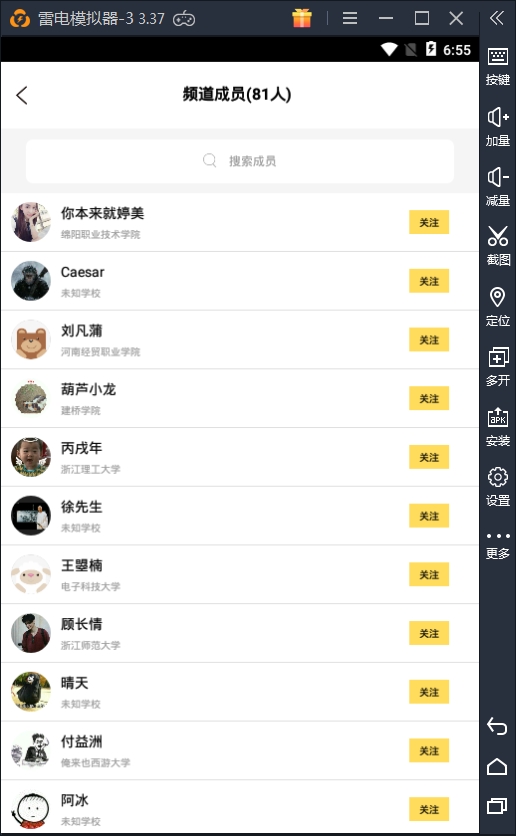 雷电模拟器-3 3.37
6:55
频道成员(81人)
搜索成员
你本来就婷美
绵阳职业技术学院
关注
Caesar
未知学校
关注
刘凡蒲
河南经贸职业学院
关注
葫芦小龙
建桥学院
关注
丙戌年
浙江理工大学
关注
徐先生
未知学校
关注
王曌楠
电子科技大学
关注
顾长情
浙江师范大学
关注
晴天
未知学校
关注
付益洲
俺来也西游大学
关注
阿冰
未知学校
关注
按键
加量
减量
截图
定位
多开
APK
安装
设置
更多